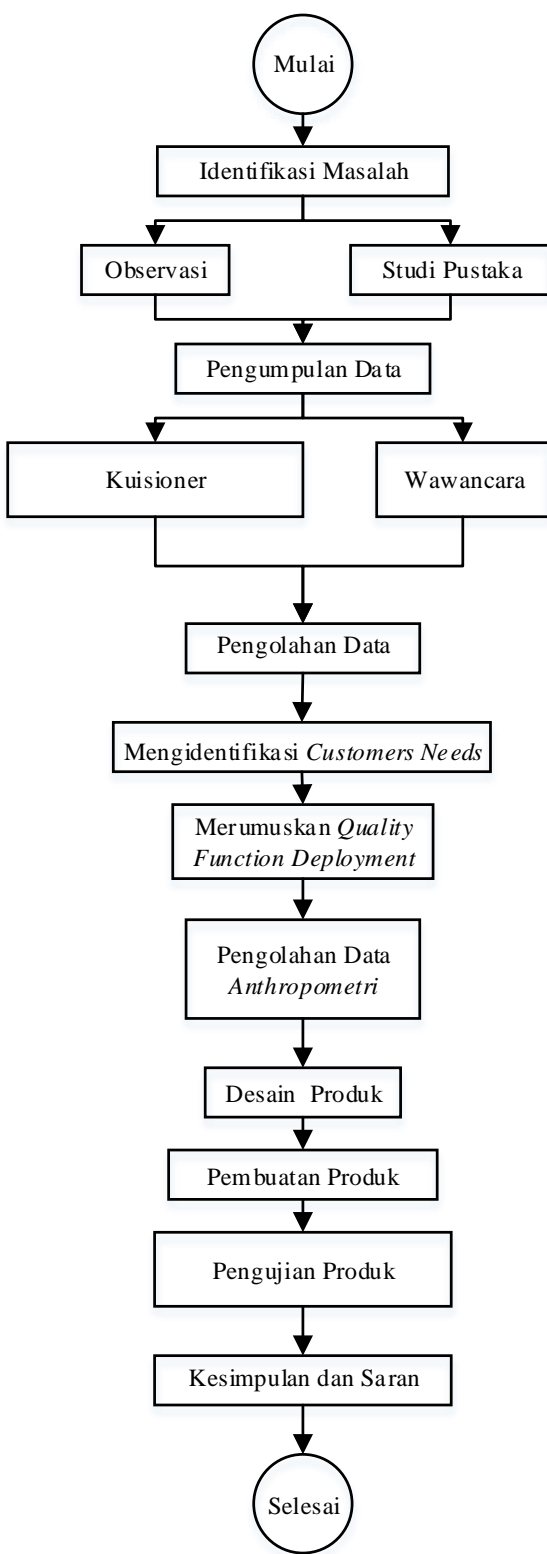 Mulai
Identifikasi Masalah
Observasi
Studi Pustaka
Pengumpulan Data
Kuisioner
Wawancara
Pengolahan Data
Mengidentifikasi Customers Needs
Merumuskan Quality
Function Deployment
Pengolahan Data
Anthropometri
Desain Produk
Pembuatan Produk
Pengujian Produk
Kesimpulan dan Saran
Selesai